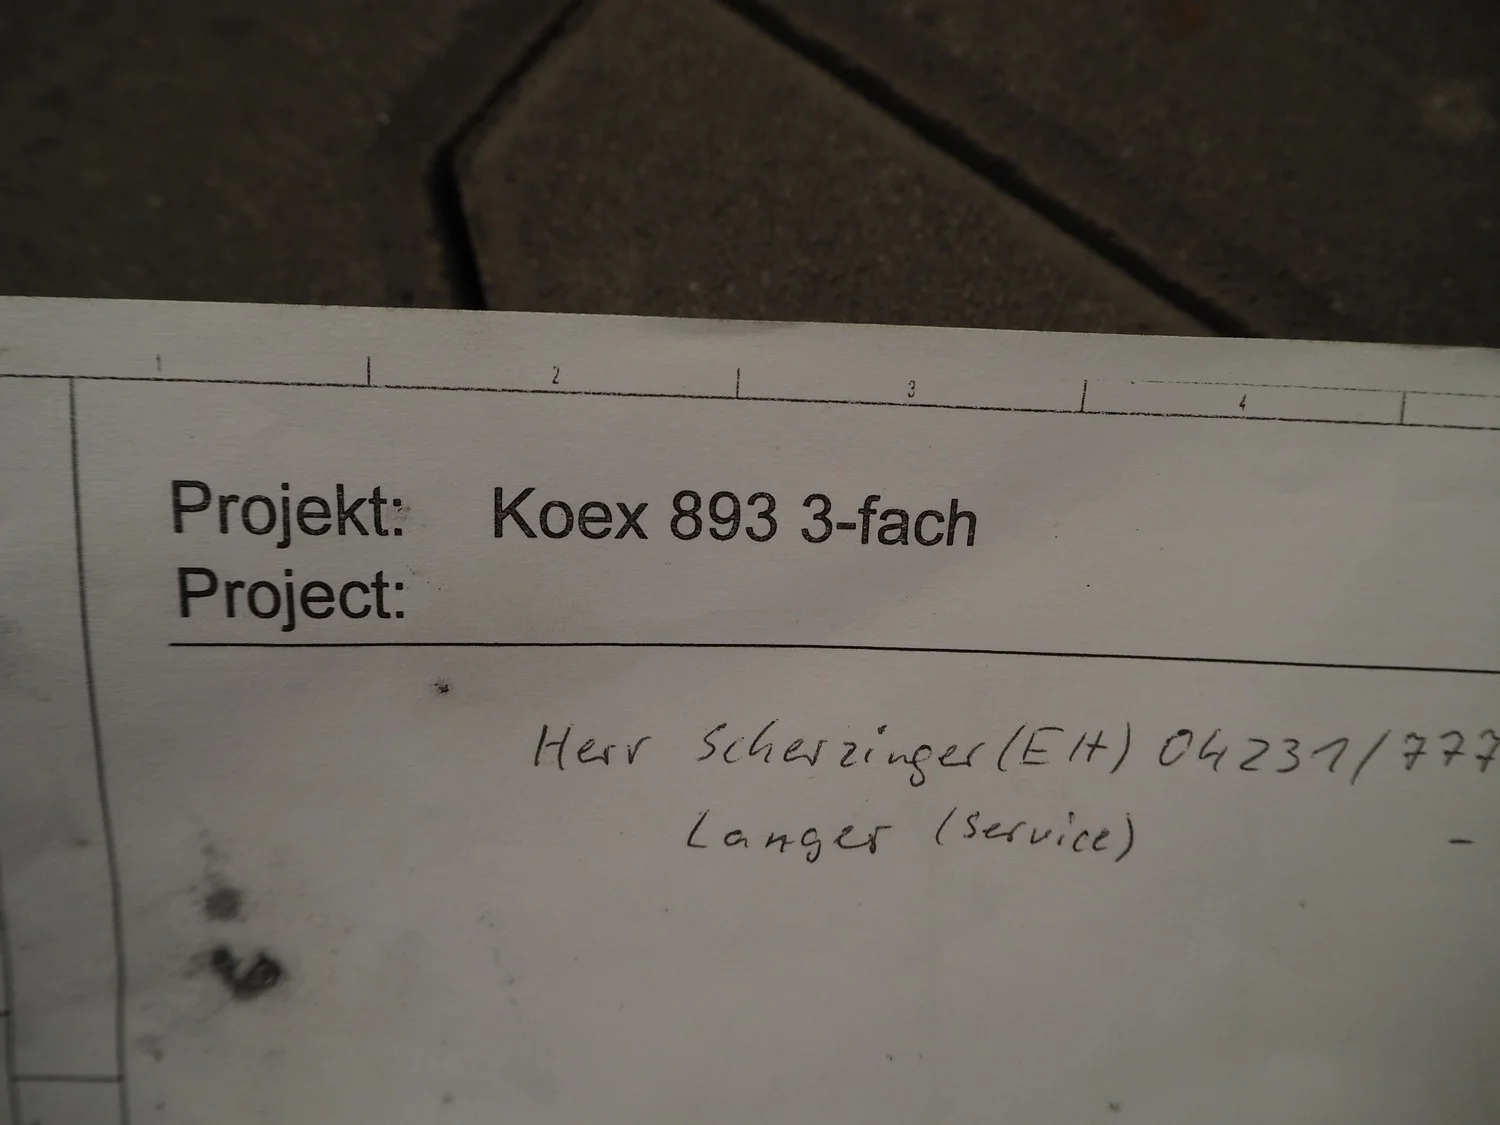 1 2 3 4
Projekt: Koex 893 3-fach
Project:
Herr Scherzinger (EH) 04231/777
Langer (Service) -